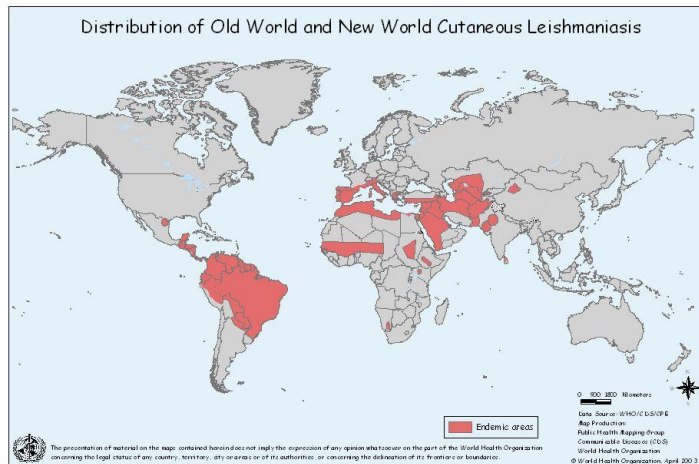 Distribution of Old World and New World Cutaneous Leishmaniasis
0 900 1800 Kilometers
Endemic areas
Data Source: WHO/CDS/CPE
Map Production:
Public Health Mapping Group
Communicable Diseases (CDS)
World Health Organization
© World Health Organization, April
The presentation of material on the maps contained herein does not imply the expression of any opinion whatsoever on the part of the World Health Organization
concerning the legal status of any country, territory, city or areas or of its authorities, or concerning the delineation of its frontiers or boundaries.